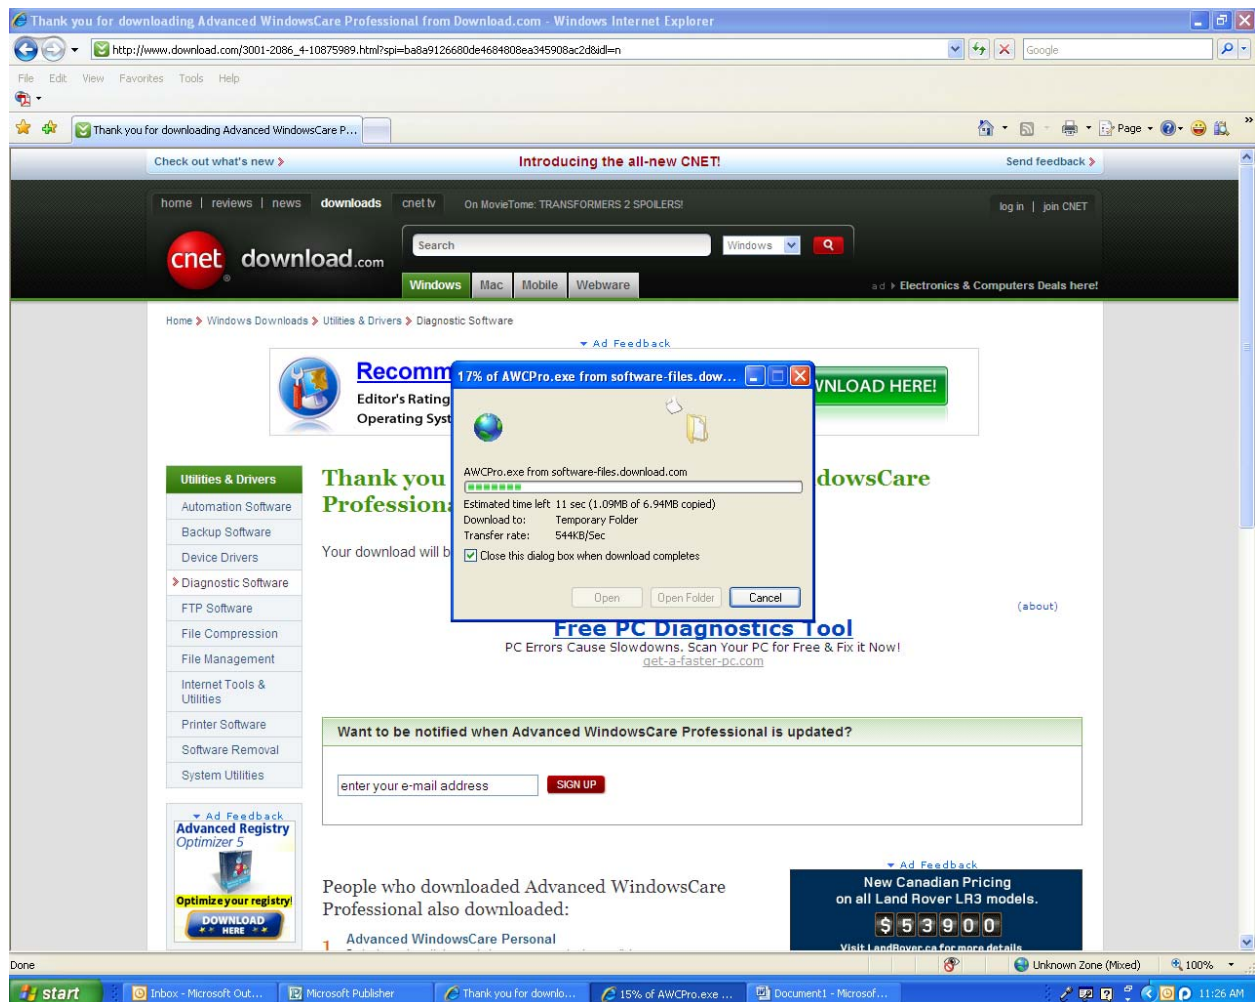 Thank you for downloading Advanced WindowsCare Professional from Download.com - Windows Internet Explorer
http://www.download.com/3001-2086_4-10875989.html?spi=ba8a9126680de4684808ea345908ac2d&idl=n
Google
File Edit View Favorites Tools Help
Thank you for downloading Advanced WindowsCare P...
Page
Check out what's new
Introducing the all-new CNET!
Send feedback
home | reviews | news downloads cnet tv On MovieTome: TRANSFORMERS 2 SPOILERS!
log in | join CNET
cnet download.com
Search
Windows
Windows Mac Mobile Webware
ad Electronics & Computers Deals here!
Home Windows Downloads Utilities & Drivers Diagnostic Software
Ad Feedback
Recomm
Editor's Rating
Operating Syst
WNLOAD HERE!
17% of AWCPro.exe from software-files.dow...
AWCPro.exe from software-files.download.com
Estimated time left 11 sec (1.09MB of 6.94MB copied)
Download to: Temporary Folder
Transfer rate: 544KB/Sec
Close this dialog box when download completes
Open Open Folder Cancel
Utilities & Drivers
Automation Software
Backup Software
Device Drivers
Diagnostic Software
FTP Software
File Compression
File Management
Internet Tools &
Utilities
Printer Software
Software Removal
System Utilities
Thank you dowsCare
Professiona
Your download will b
(about)
Free PC Diagnostics Tool
PC Errors Cause Slowdowns. Scan Your PC for Free & Fix it Now!
get-a-faster-pc.com
Want to be notified when Advanced WindowsCare Professional is updated?
enter your e-mail address SIGN UP
Ad Feedback
Advanced Registry
Optimizer 5
Optimize your registry!
DOWNLOAD
HERE
People who downloaded Advanced WindowsCare
Professional also downloaded:
1 Advanced WindowsCare Personal
Ad Feedback
New Canadian Pricing
on all Land Rover LR3 models.
$53900
Visit LandRover.ca for more details
Done
Unknown Zone (Mixed)
100%
start
Inbox - Microsoft Out...
Microsoft Publisher
Thank you for downlo...
15% of AWCPro.exe ...
Document1 - Microsof...
11:26 AM